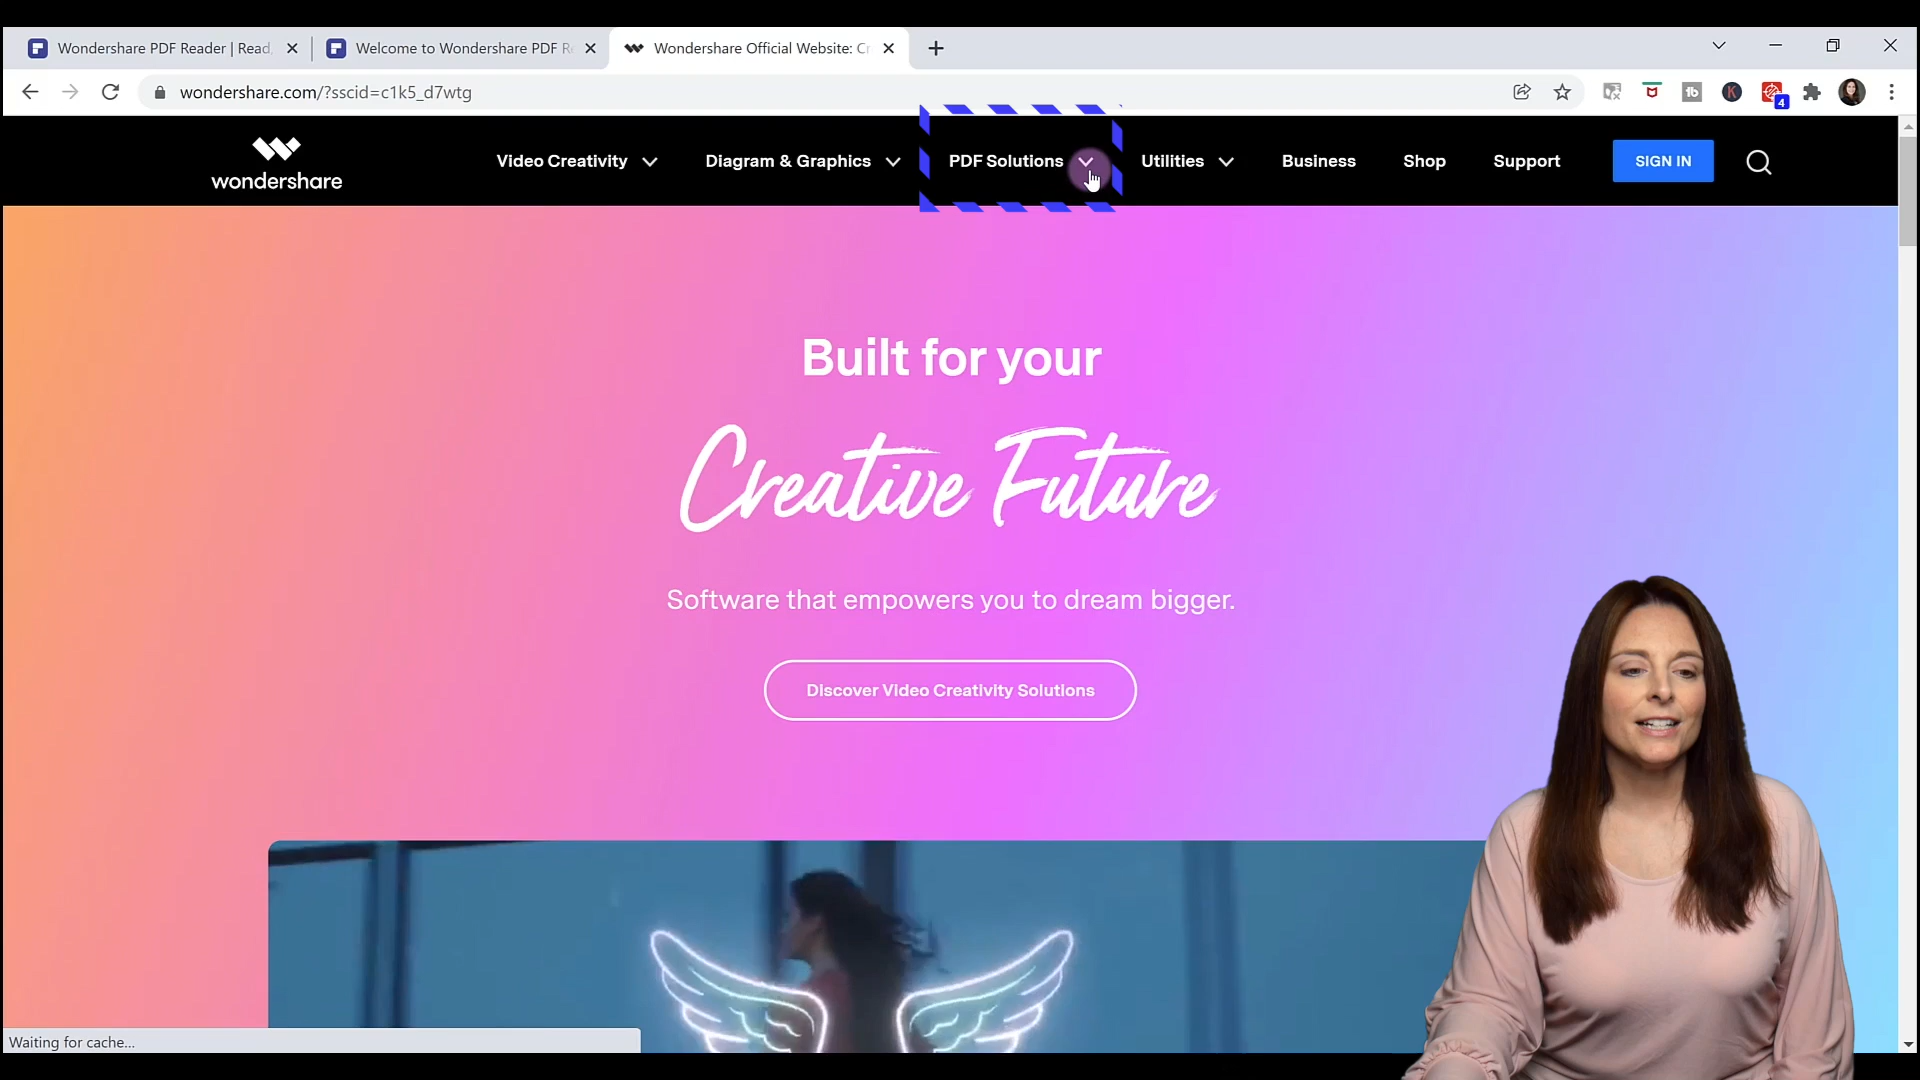 Wondershare PDF Reader | Read,
Welcome to Wondershare PDF R
Wondershare Official Website: C
wondershare.com/?sscid=c1k5_d7wtg
4
wondershare
Video Creativity
Diagram & Graphics
PDF Solutions
Utilities
Business
Shop
Support
SIGN IN
Built for your
Creative Future
Software that empowers you to dream bigger.
Discover Video Creativity Solutions
Waiting for cache...